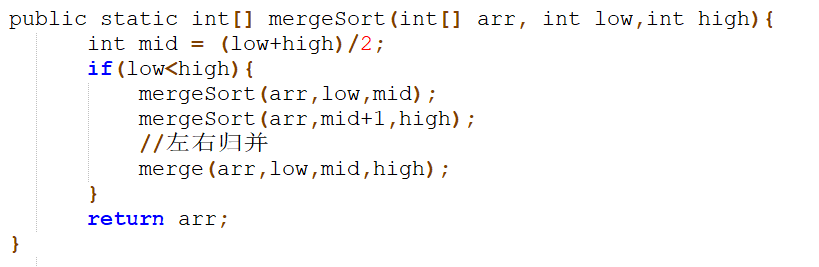 public static int[] mergeSort(int[] arr, int low,int high){
int mid = (low+high)/2;
if(low<high){
mergeSort(arr,low,mid);
mergeSort(arr,mid+1,high);
//左右归并
merge(arr,low,mid,high);
}
return arr;
}